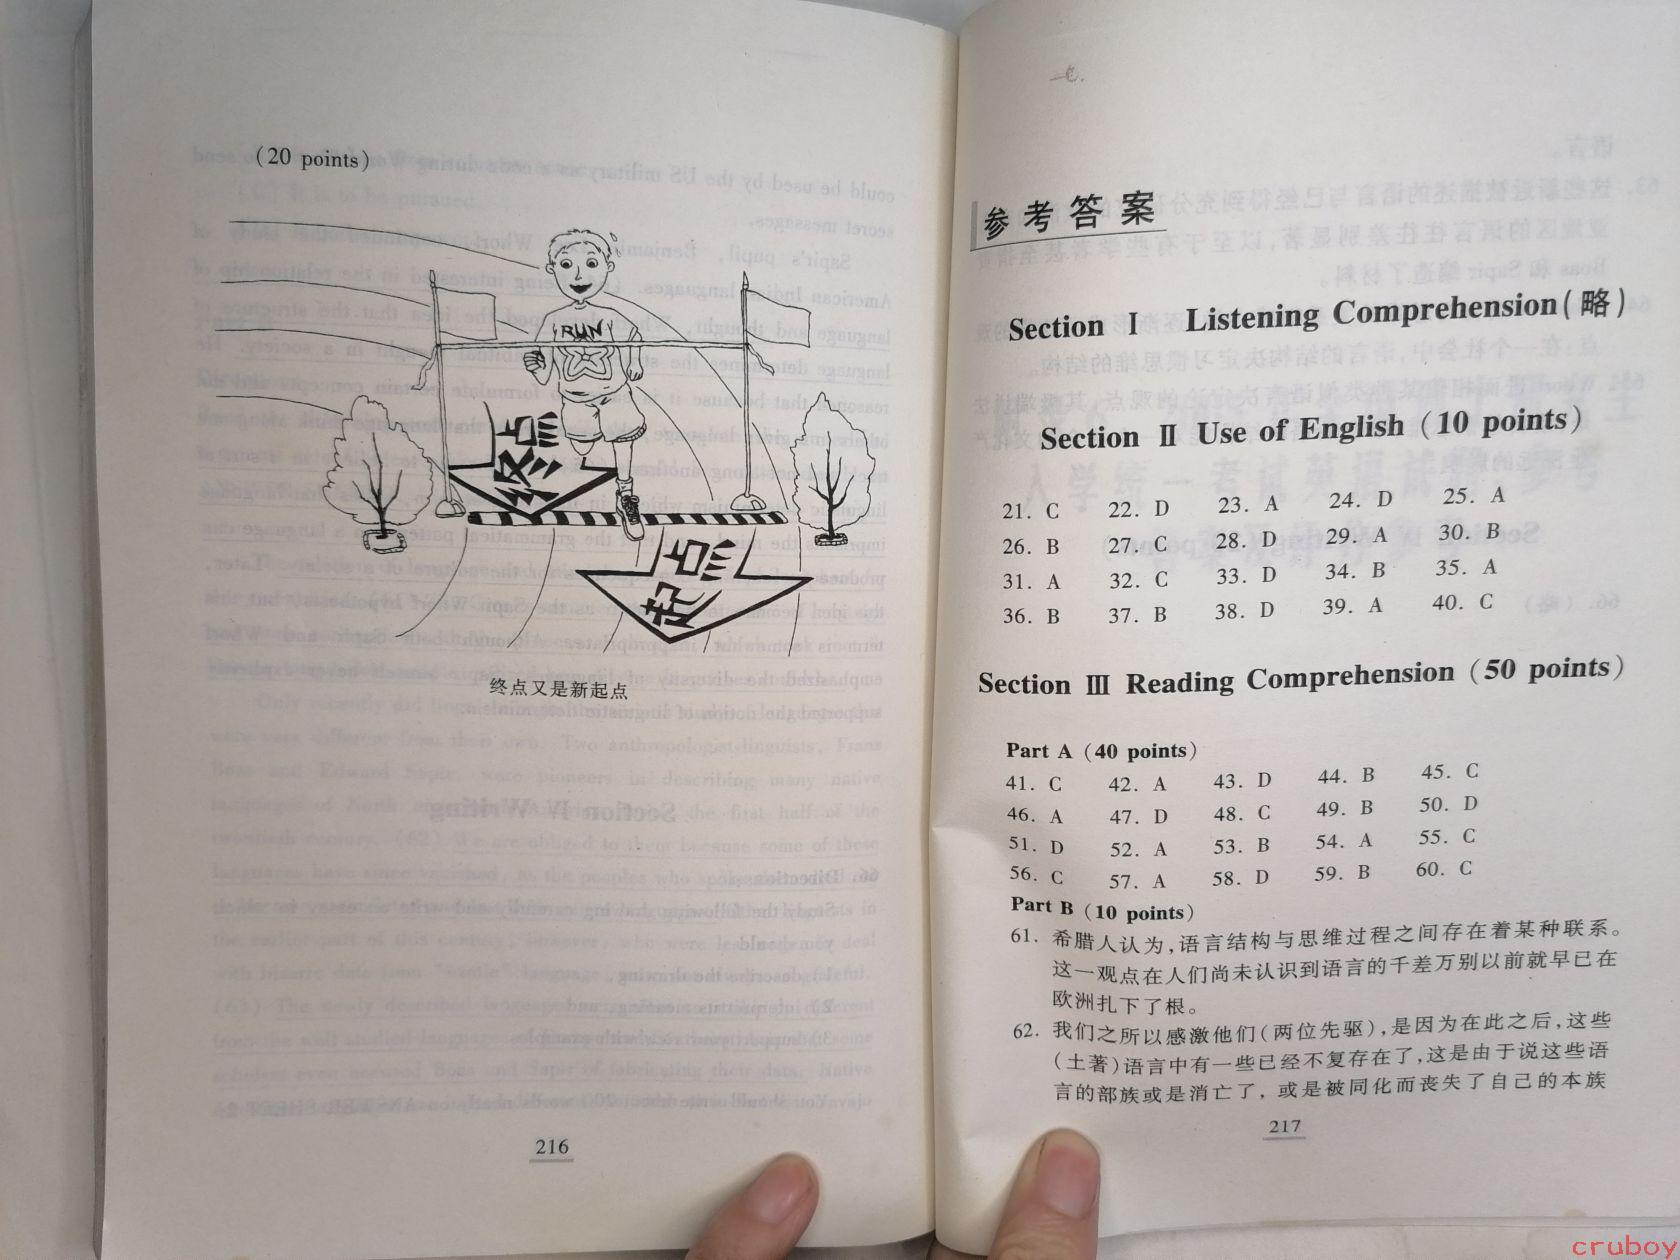 (20 points)
RUN
终点
起点
终点又是新起点
216
参考答案
Section Ⅰ Listening Comprehension(略)
Section Ⅱ Use of English (10 points)
21. C 22. D 23. A 24. D 25. A
26. B 27. C 28. D 29. A 30. B
31. A 32. C 33. D 34. B 35. A
36. B 37. B 38. D 39. A 40. C
Section Ⅲ Reading Comprehension (50 points)
Part A (40 points)
41. C 42. A 43. D 44. B 45. C
46. A 47. D 48. C 49. B 50. D
51. D 52. A 53. B 54. A 55. C
56. C 57. A 58. D 59. B 60. C
Part B (10 points)
61. 希腊人认为,语言结构与思维过程之间存在着某种联系。
这一观点在人们尚未认识到语言的千差万别以前就早已在
欧洲扎下了根。
62. 我们之所以感激他们(两位先驱),是因为在此之后,这些
(土著)语言中有一些已经不复存在了,这是由于说这些语
言的部族或是消亡了,或是被同化而丧失了自己的本族
217
cruboy